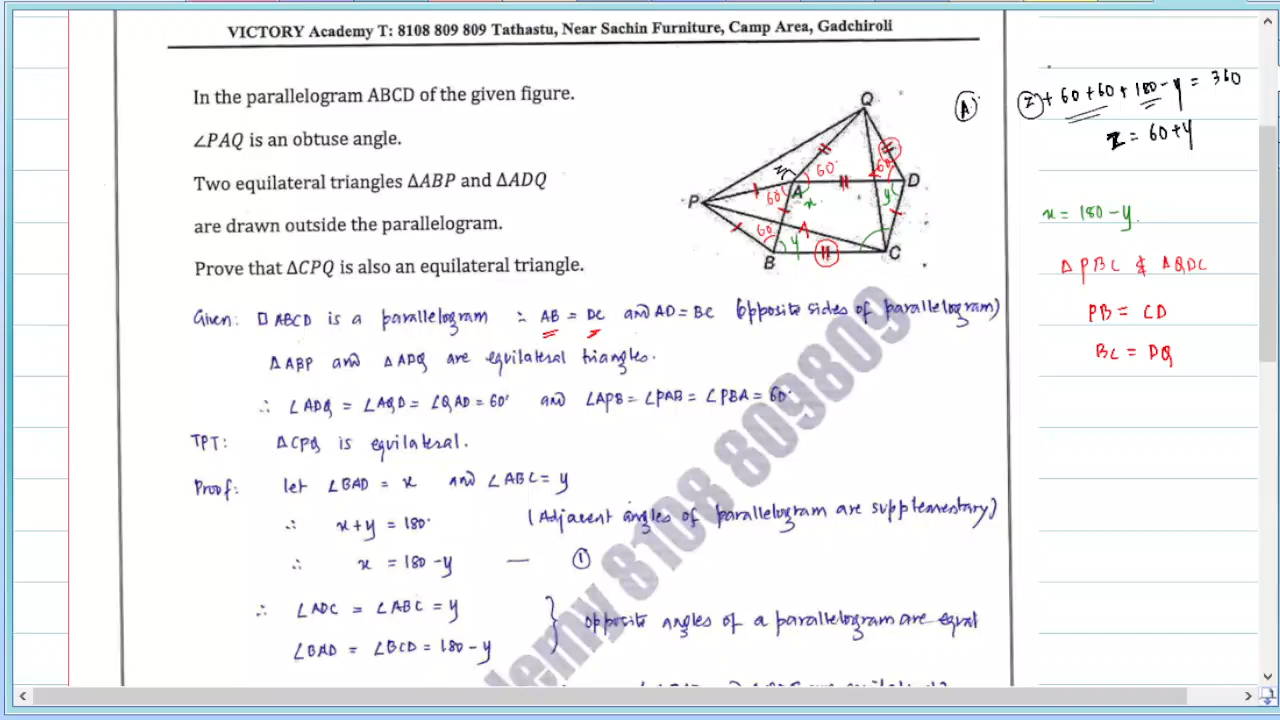 VICTORY Academy T: 8108 809 809 Tathastu, Near Sachin Furniture, Camp Area, Gadchiroli
In the parallelogram ABCD of the given figure.
∠PAQ is an obtuse angle.
Two equilateral triangles ΔABP and ΔADQ
are drawn outside the parallelogram.
Prove that ΔCPQ is also an equilateral triangle.
Q
60°
60
D
P
60
A
x
y
60
y
A
B
C
A
z + 60 + 60 + 180 - y = 360
z = 60 + y
x = 180 - y
Δ PBC & ΔQDC
PB = CD
BC = DQ
Given: □ ABCD is a parallelogram ∴ AB = DC and AD = BC (opposite sides of parallelogram)
Δ ABP and Δ ADQ are equilateral triangles.
∴ ∠ADQ = ∠AQD = ∠QAD = 60° and ∠APB = ∠PAB = ∠PBA = 60°
TPT: ΔCPQ is equilateral.
Proof: let ∠BAD = x and ∠ABC = y
∴ x+y = 180° (Adjacent angles of parallelogram are supplementary)
∴ x = 180 - y — ①
∴ ∠ADC = ∠ABC = y
∠BAD = ∠BCD = 180 - y } opposite angles of a parallelogram are equal
demy 8108 809809